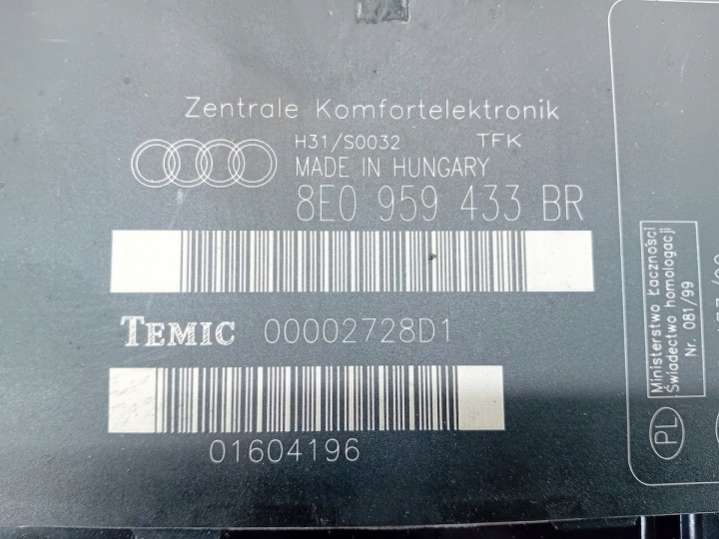 Zentrale Komfortelektronik
H31/S0032 TFK
MADE IN HUNGARY
8E0 959 433 BR
TEMIC 00002728D1
01604196
PL
Ministerstwo Łaczności
Świadectwo homologacji
Nr. 081/99